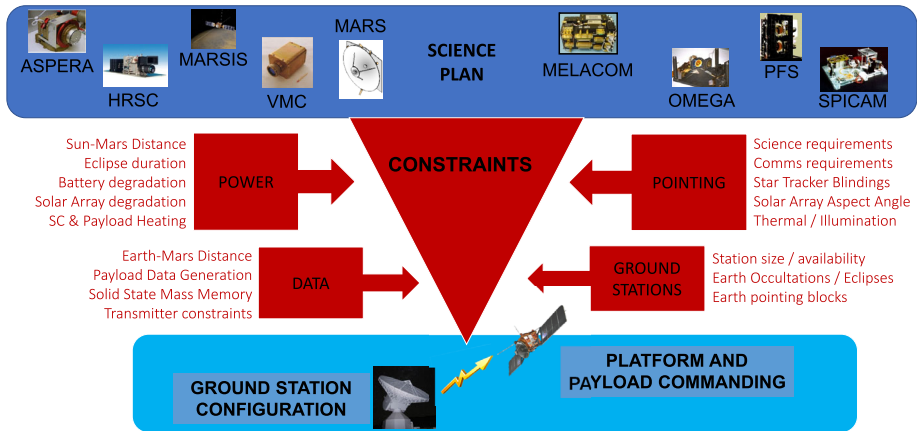 ASPERA
HRSC
MARSIS
VMC
MARS
SCIENCE
PLAN
MELACOM
OMEGA
PFS
SPICAM
Sun-Mars Distance
Eclipse duration
Battery degradation
Solar Array degradation
SC & Payload Heating
POWER
CONSTRAINTS
POINTING
Science requirements
Comms requirements
Star Tracker Blindings
Solar Array Aspect Angle
Thermal / Illumination
Earth-Mars Distance
Payload Data Generation
Solid State Mass Memory
Transmitter constraints
DATA
GROUND
STATIONS
Station size / availability
Earth Occultations / Eclipses
Earth pointing blocks
GROUND STATION
CONFIGURATION
PLATFORM AND
PAYLOAD COMMANDING